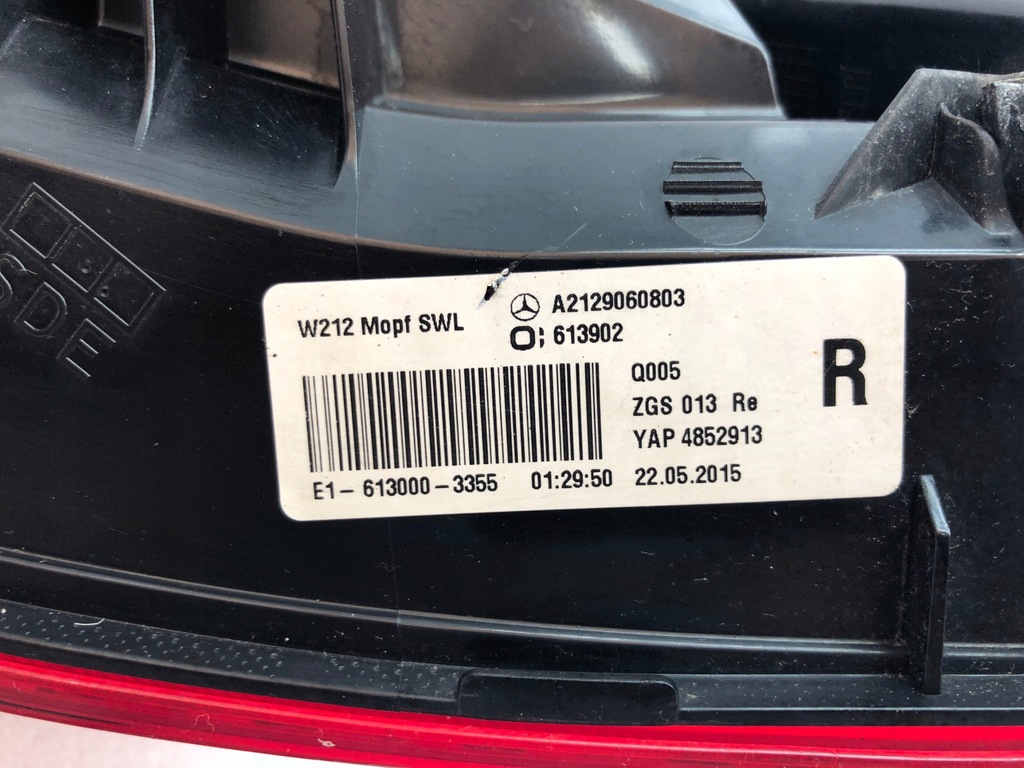 W212 Mopf SWL
A2129060803
O; 613902
Q005
ZGS 013 Re
YAP 4852913
R
E1-613000-3355 01:29:50 22.05.2015
SDE